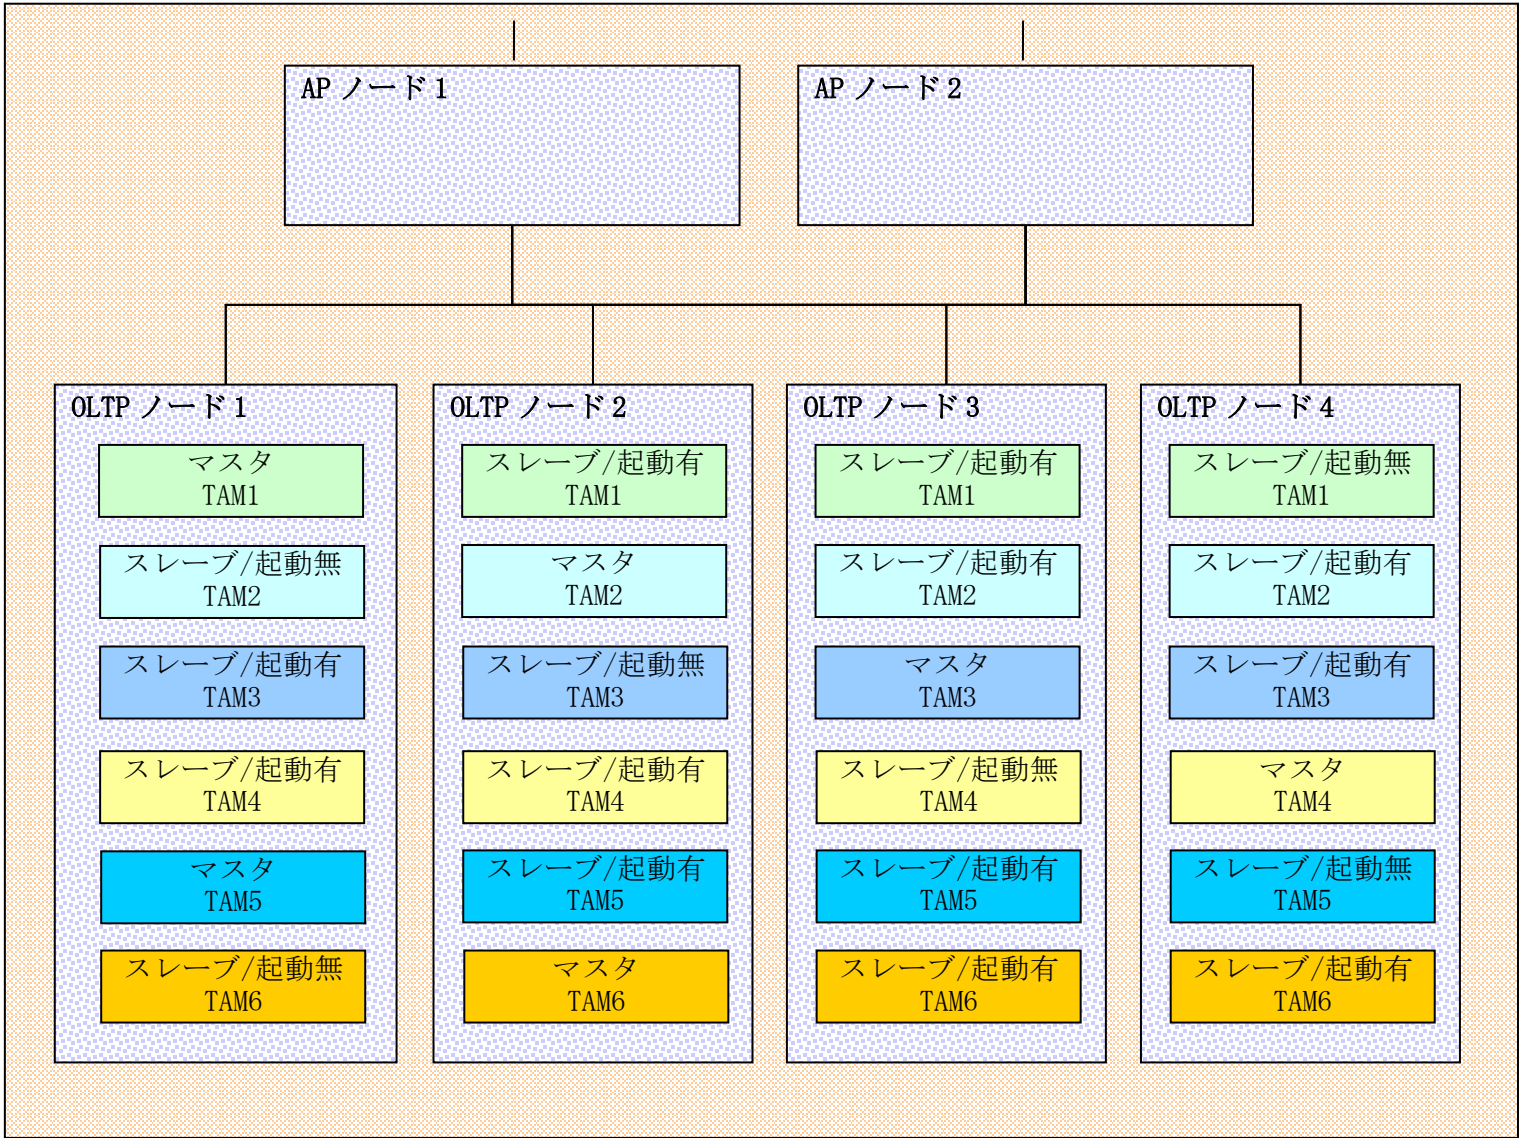 AP ノード 1
AP ノード 2
OLTP ノード 1
マスタ
TAM1
スレーブ/起動無
TAM2
スレーブ/起動有
TAM3
スレーブ/起動有
TAM4
マスタ
TAM5
スレーブ/起動無
TAM6
OLTP ノード 2
スレーブ/起動有
TAM1
マスタ
TAM2
スレーブ/起動無
TAM3
スレーブ/起動有
TAM4
スレーブ/起動有
TAM5
マスタ
TAM6
OLTP ノード 3
スレーブ/起動有
TAM1
スレーブ/起動有
TAM2
マスタ
TAM3
スレーブ/起動無
TAM4
スレーブ/起動有
TAM5
スレーブ/起動有
TAM6
OLTP ノード 4
スレーブ/起動無
TAM1
スレーブ/起動有
TAM2
スレーブ/起動有
TAM3
マスタ
TAM4
スレーブ/起動無
TAM5
スレーブ/起動有
TAM6